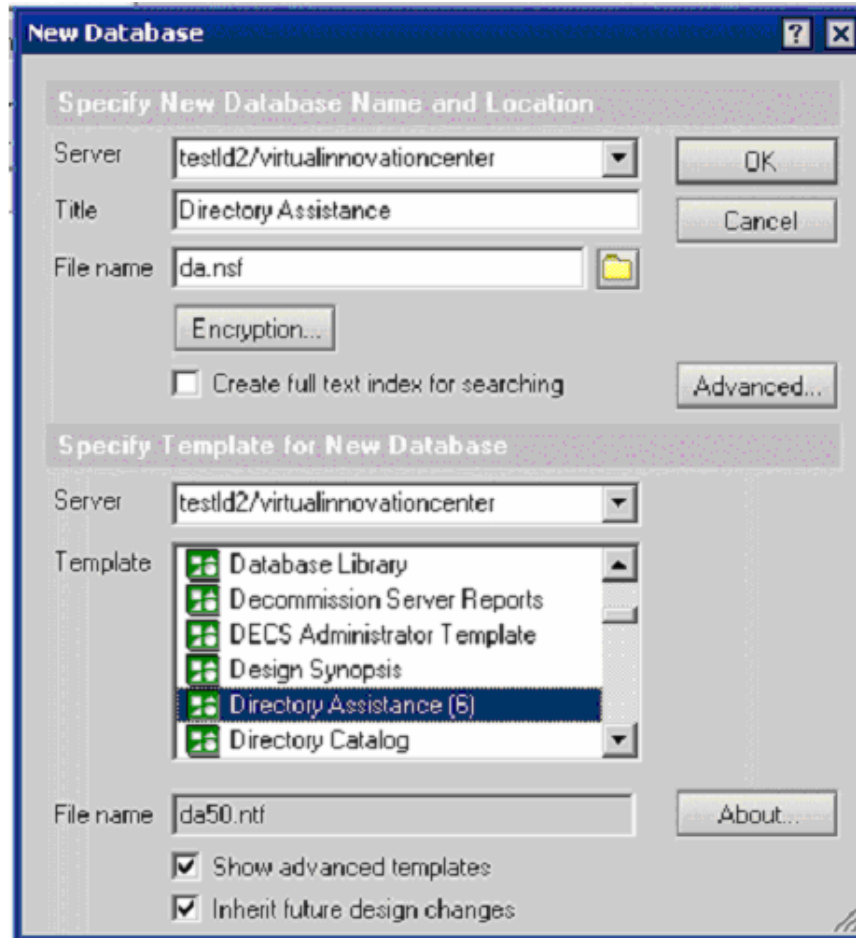 New Database
Specify New Database Name and Location
Server testld2/virtualinnovationcenter OK
Title Directory Assistance Cancel
File name da.nsf
Encryption...
Create full text index for searching Advanced...
Specify Template for New Database
Server testld2/virtualinnovationcenter
Template Database Library
Decommission Server Reports
DECS Administrator Template
Design Synopsis
Directory Assistance (6)
Directory Catalog
File name da50.ntf About...
Show advanced templates
Inherit future design changes